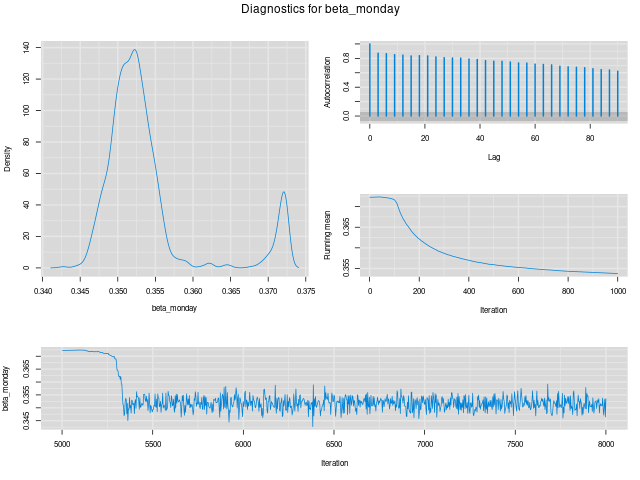 Diagnostics for beta_monday
140
120
100
80
60
40
20
0
Density
0.340 0.345 0.350 0.355 0.360 0.365 0.370 0.375
beta_monday
0.8
0.4
0.0
Autocorrelation
0 20 40 60 80
Lag
0.365
0.355
Running mean
0 200 400 600 800 1000
Iteration
0.365
0.355
0.345
beta_monday
5000 5500 6000 6500 7000 7500 8000
Iteration